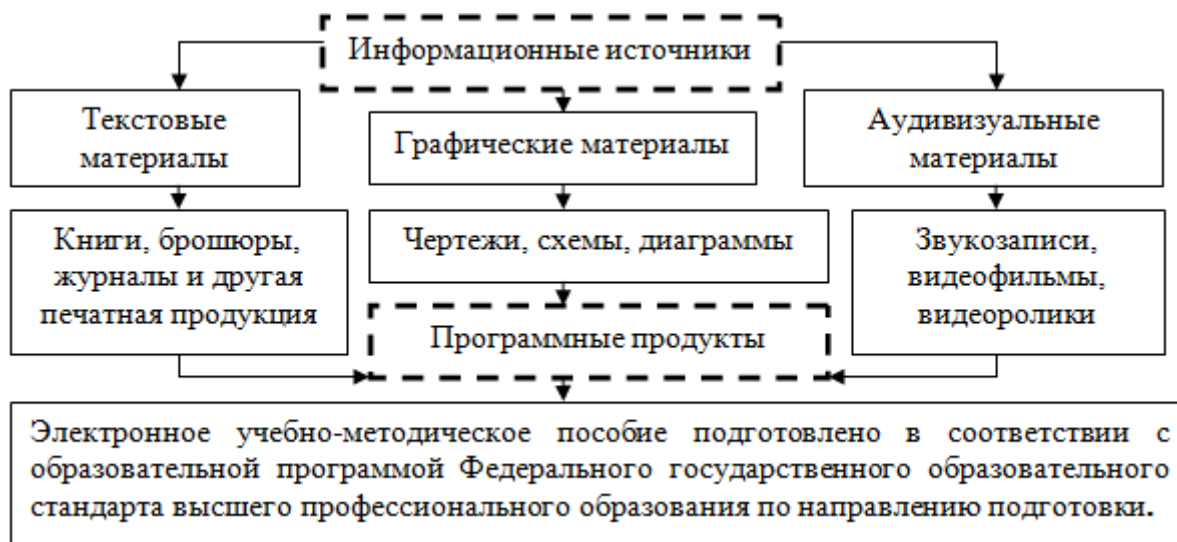 Информационные источники
Текстовые
материалы
Графические материалы
Аудивизуальные
материалы
Книги, брошюры,
журналы и другая
печатная продукция
Чертежи, схемы, диаграммы
Звукозаписи,
видеофильмы,
видеоролики
Программные продукты
Электронное учебно-методическое пособие подготовлено в соответствии с
образовательной программой Федерального государственного образовательного
стандарта высшего профессионального образования по направлению подготовки.